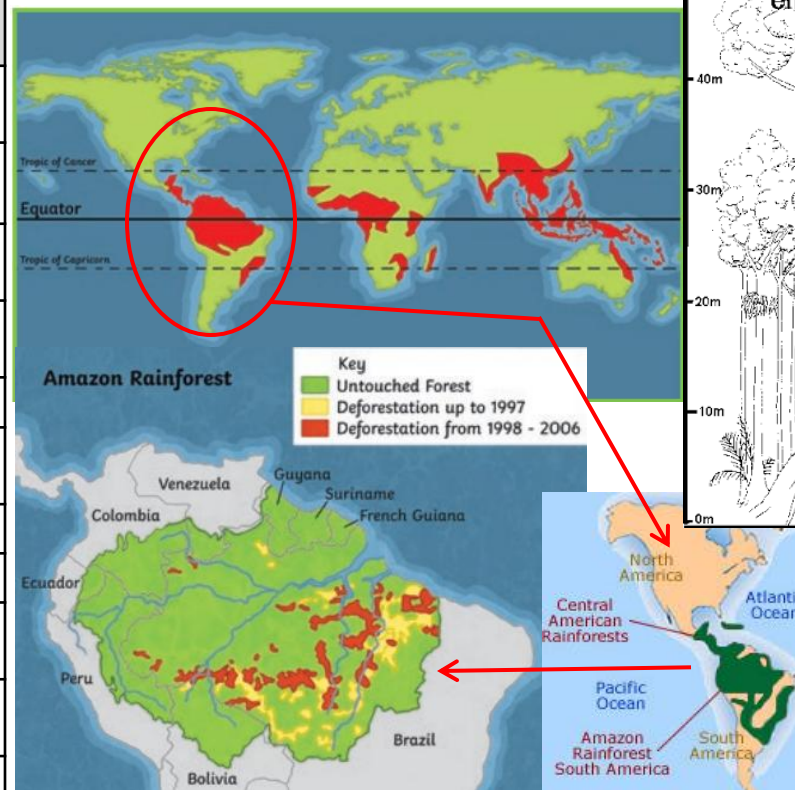 Tropic of Cancer
Equator
Tropic of Capricorn
40m
30m
20m
10m
0m
Amazon Rainforest
Key
Untouched Forest
Deforestation up to 1997
Deforestation from 1998 - 2006
Venezuela
Guyana
Suriname
French Guiana
Colombia
Ecuador
Peru
Brazil
Bolivia
North
America
Central
American
Rainforests
Ocean
Pacific
Ocean
Amazon
Rainforest
South America
South
America